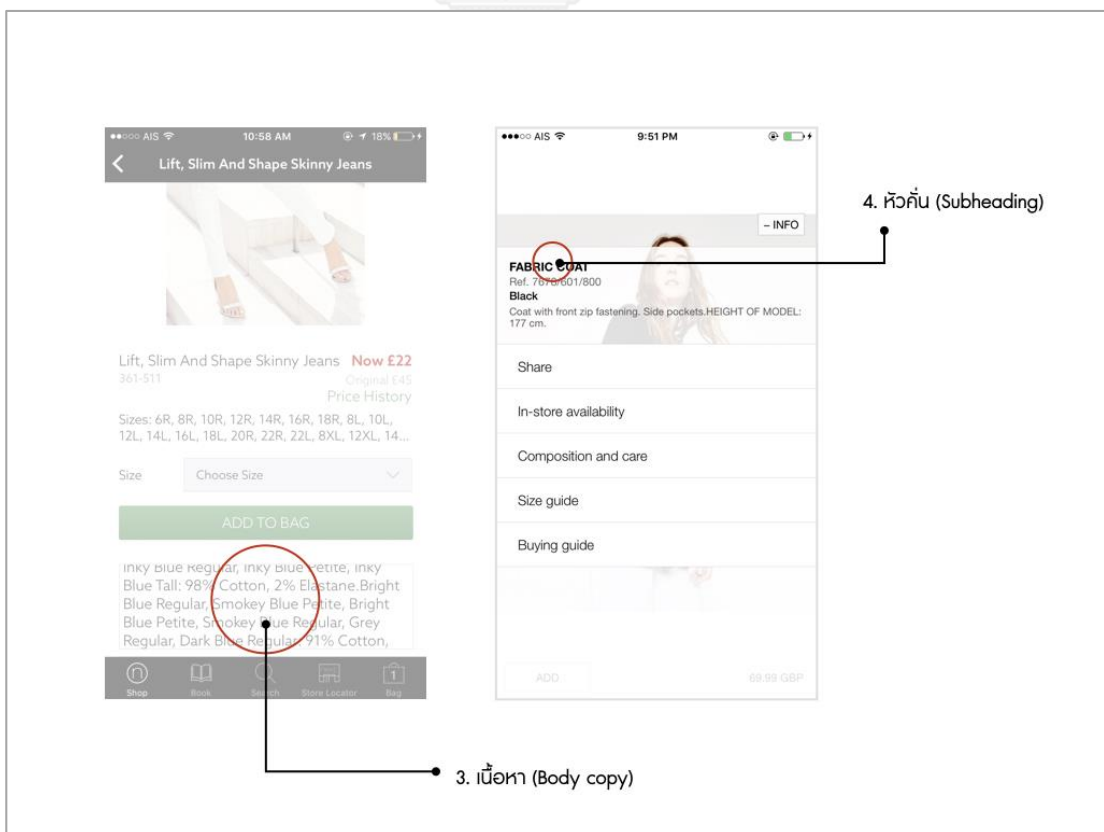 AIS 10:58 AM 18%
Lift, Slim And Shape Skinny Jeans
Lift, Slim And Shape Skinny Jeans Now £22
361-511 Original £45
Price History
Sizes: 6R, 8R, 10R, 12R, 14R, 16R, 18R, 8L, 10L,
12L, 14L, 16L, 18L, 20R, 22R, 22L, 8XL, 12XL, 14...
Size Choose Size
ADD TO BAG
Inky Blue Regular, Inky Blue Petite, Inky
Blue Tall: 98% Cotton, 2% Elastane.Bright
Blue Regular, Smokey Blue Petite, Bright
Blue Petite, Smokey Blue Regular, Grey
Regular, Dark Blue Regular: 91% Cotton,
Shop Book Search Store Locator 1 Bag
3. เนื้อหา (Body copy)
AIS 9:51 PM
– INFO
FABRIC COAT
Ref. 7678/601/800
Black
Coat with front zip fastening. Side pockets.HEIGHT OF MODEL:
177 cm.
Share
In-store availability
Composition and care
Size guide
Buying guide
ADD 69.99 GBP
4. หัวคั่น (Subheading)